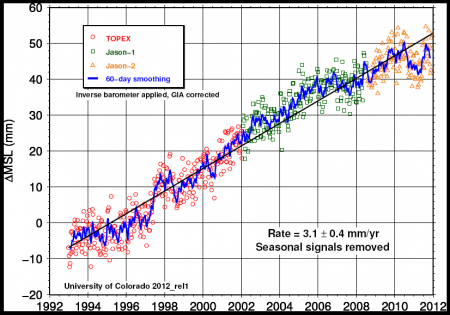 60
50
40
30
20
10
0
−10
−20
ΔMSL (mm)
TOPEX
Jason−1
Jason−2
60−day smoothing
Inverse barometer applied, GIA corrected
Rate = 3.1 ± 0.4 mm/yr
Seasonal signals removed
University of Colorado 2012_rel1
1992 1994 1996 1998 2000 2002 2004 2006 2008 2010 2012